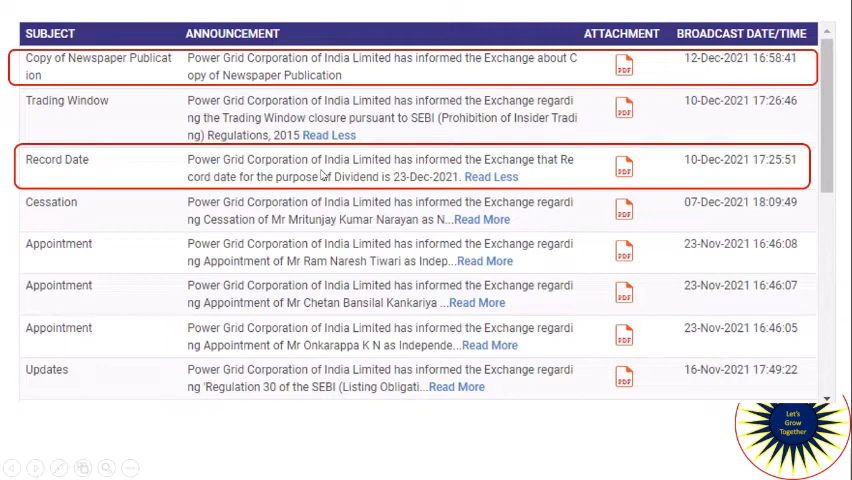 SUBJECT ANNOUNCEMENT ATTACHMENT BROADCAST DATE/TIME
Copy of Newspaper Publicat Power Grid Corporation of India Limited has informed the Exchange about C PDF 12-Dec-2021 16:58:41
ion opy of Newspaper Publication
Trading Window Power Grid Corporation of India Limited has informed the Exchange regardi PDF 10-Dec-2021 17:26:46
ng the Trading Window closure pursuant to SEBI (Prohibition of Insider Tradi
ng) Regulations, 2015 Read Less
Record Date Power Grid Corporation of India Limited has informed the Exchange that Re PDF 10-Dec-2021 17:25:51
cord date for the purpose of Dividend is 23-Dec-2021. Read Less
Cessation Power Grid Corporation of India Limited has informed the Exchange regardi PDF 07-Dec-2021 18:09:49
ng Cessation of Mr Mritunjay Kumar Narayan as N...Read More
Appointment Power Grid Corporation of India Limited has informed the Exchange regardi PDF 23-Nov-2021 16:46:08
ng Appointment of Mr Ram Naresh Tiwari as Indep...Read More
Appointment Power Grid Corporation of India Limited has informed the Exchange regardi PDF 23-Nov-2021 16:46:07
ng Appointment of Mr Chetan Bansilal Kankariya ...Read More
Appointment Power Grid Corporation of India Limited has informed the Exchange regardi PDF 23-Nov-2021 16:46:05
ng Appointment of Mr Onkarappa K N as Independe...Read More
Updates Power Grid Corporation of India Limited has informed the Exchange regardi PDF 16-Nov-2021 17:49:22
ng 'Regulation 30 of the SEBI (Listing Obligati...Read More
Let's
Grow
Together